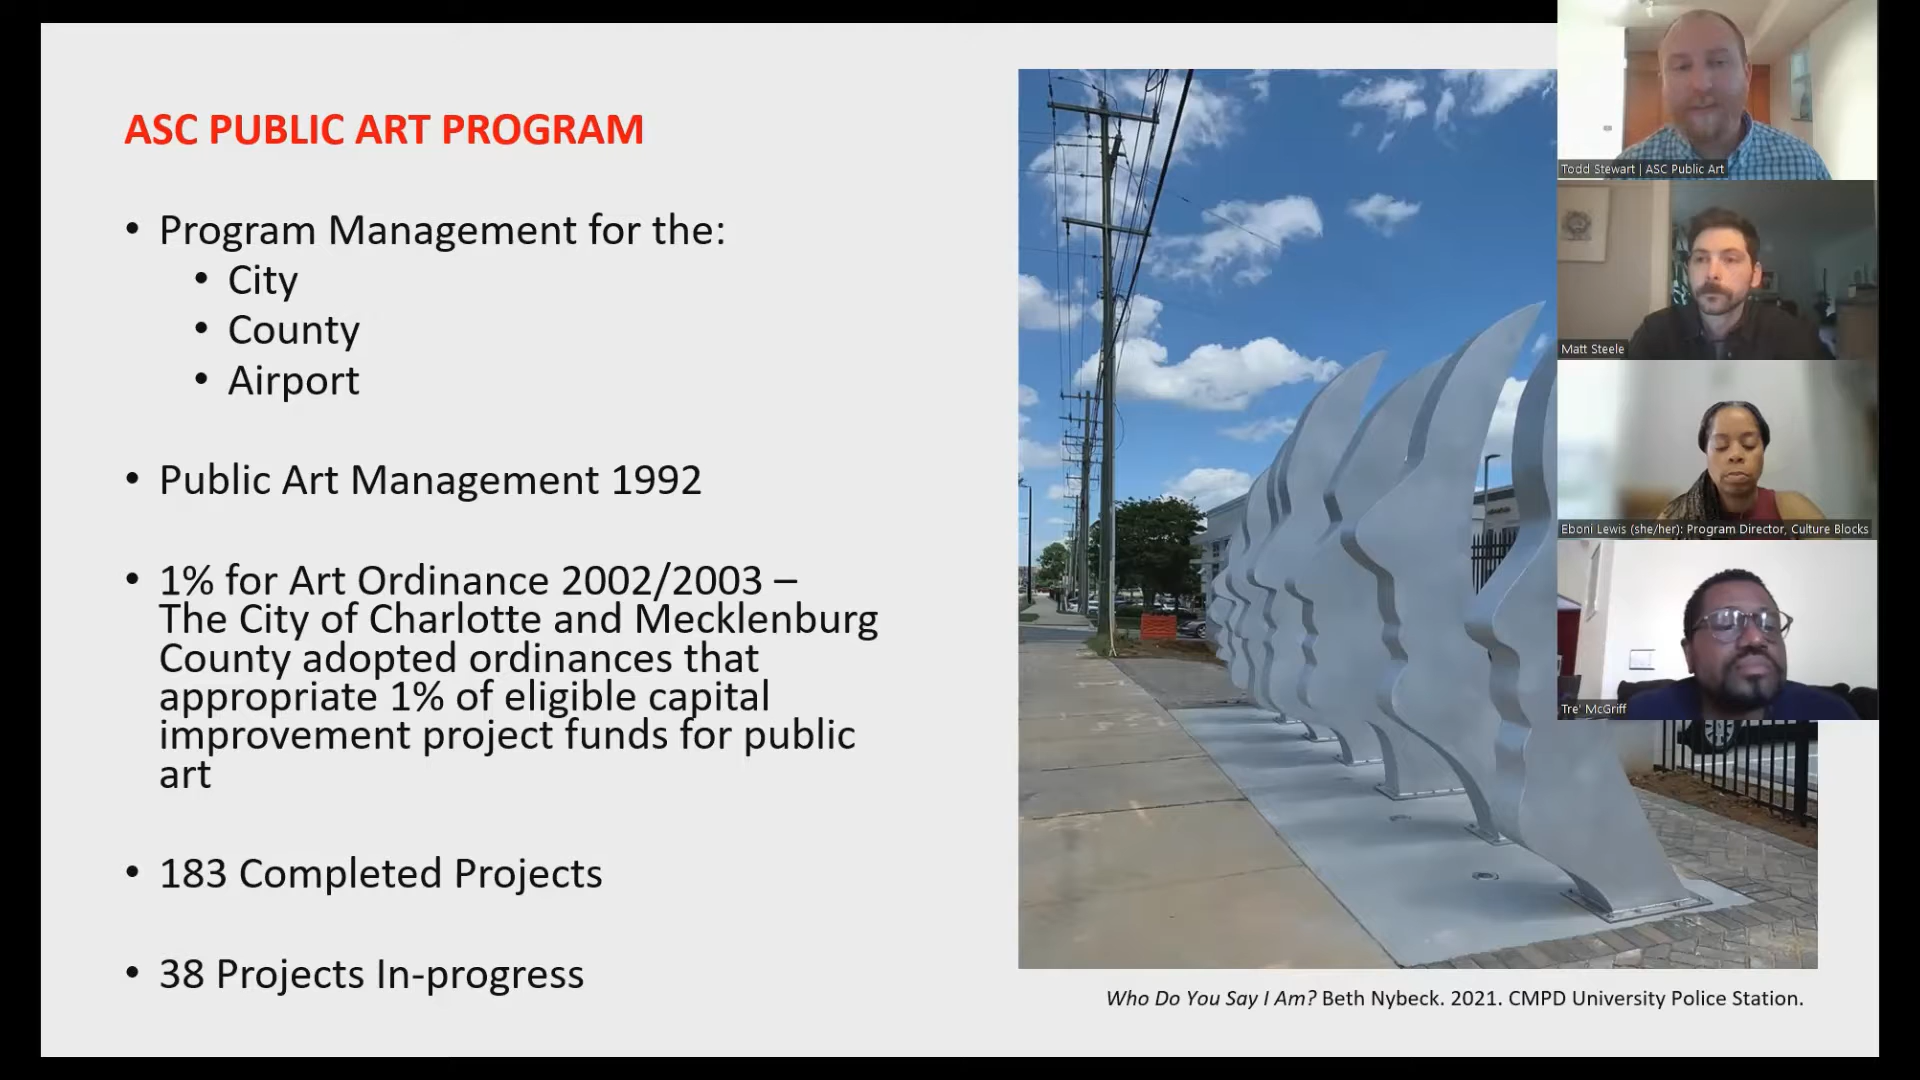 ASC PUBLIC ART PROGRAM
• Program Management for the:
• City
• County
• Airport
• Public Art Management 1992
• 1% for Art Ordinance 2002/2003 –
The City of Charlotte and Mecklenburg
County adopted ordinances that
appropriate 1% of eligible capital
improvement project funds for public
art
• 183 Completed Projects
• 38 Projects In-progress
Who Do You Say I Am? Beth Nybeck. 2021. CMPD University Police Station.
Todd Stewart | ASC Public Art
Matt Steele
Eboni Lewis (she/her): Program Director, Culture Blocks
Tre' McGriff